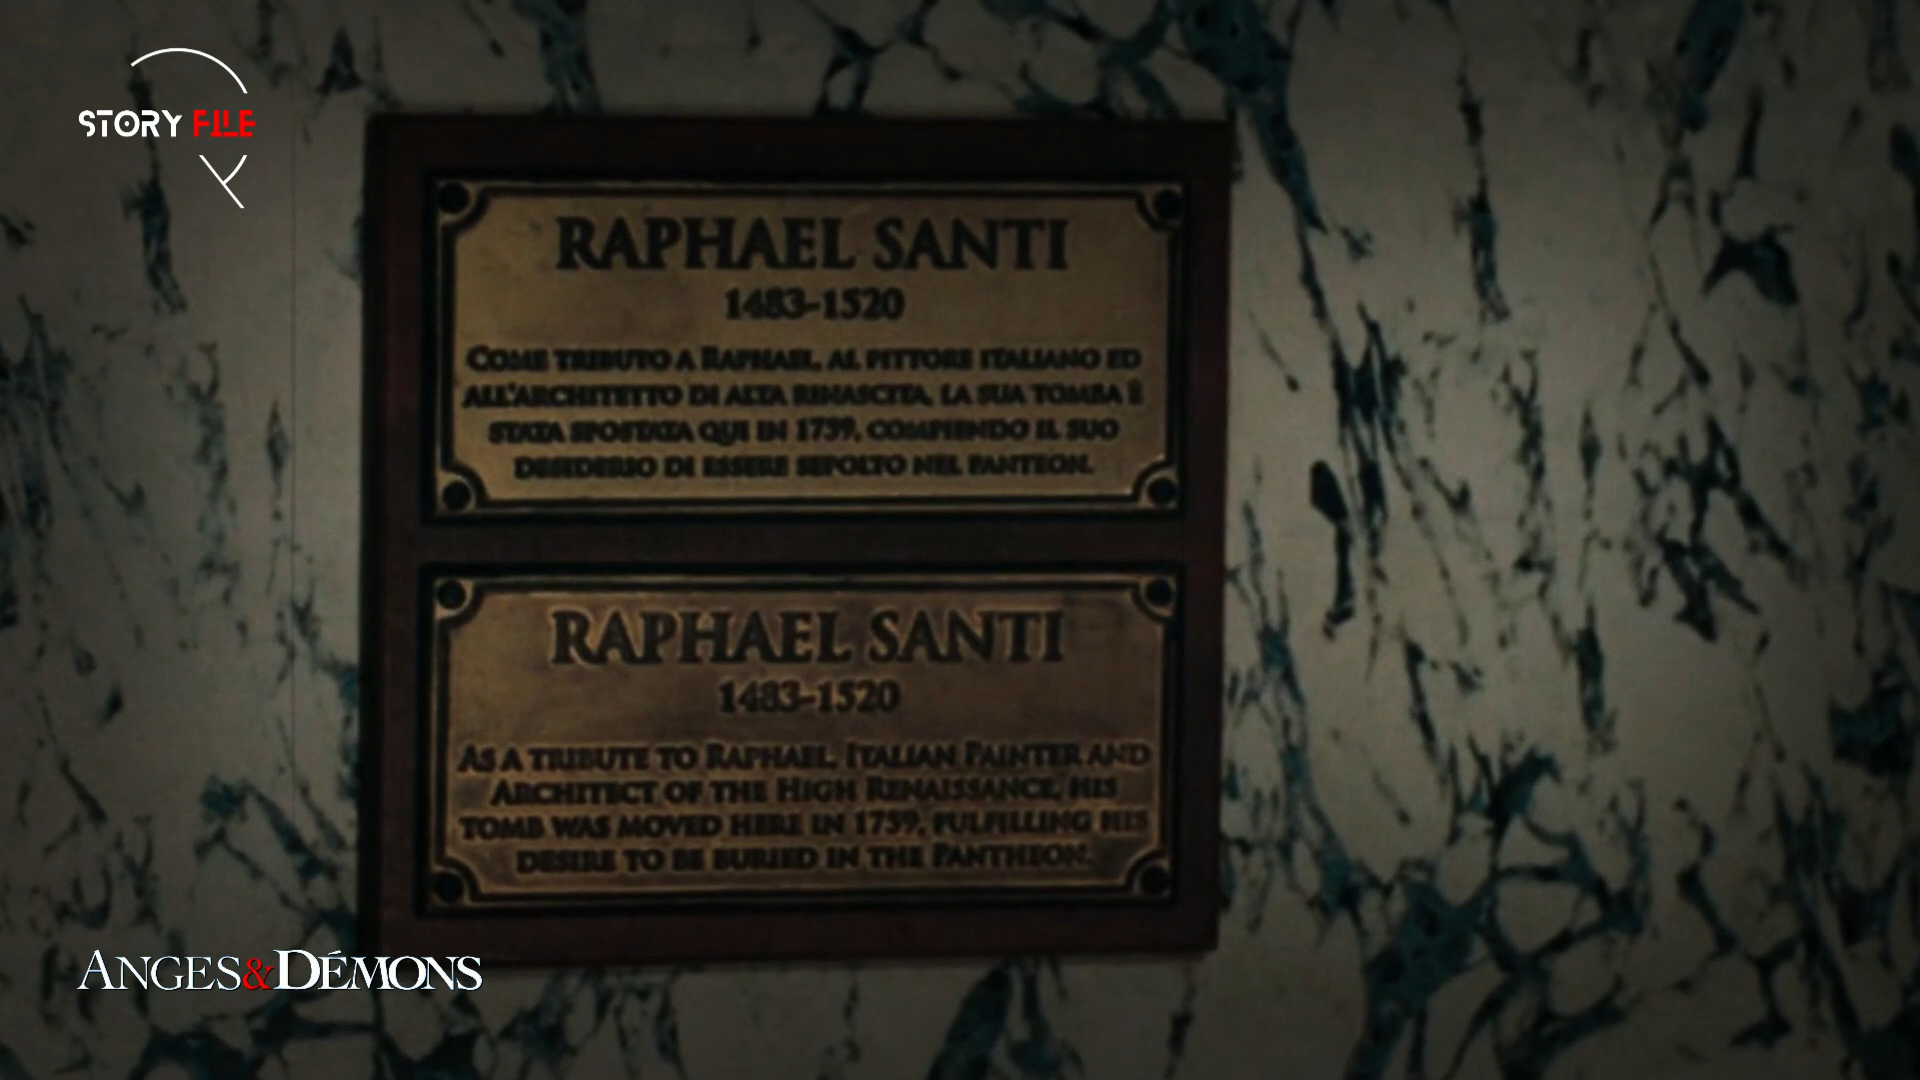 STORY FILE
RAPHAEL SANTI
1483-1520
COME TRIBUTO A RAPHAEL, AL PITTORE ITALIANO ED
ALL'ARCHITETTO DI ALTA RINASCITA, LA SUA TOMBA È
STATA SPOSTATA QUI IN 1759, COMPIENDO IL SUO
DESIDERIO DI ESSERE SEPOLTO NEL PANTEON.
RAPHAEL SANTI
1483-1520
AS A TRIBUTE TO RAPHAEL, ITALIAN PAINTER AND
ARCHITECT OF THE HIGH RENAISSANCE, HIS
TOMB WAS MOVED HERE IN 1759, FULFILLING HIS
DESIRE TO BE BURIED IN THE PANTHEON.
ANGES&DÉMONS